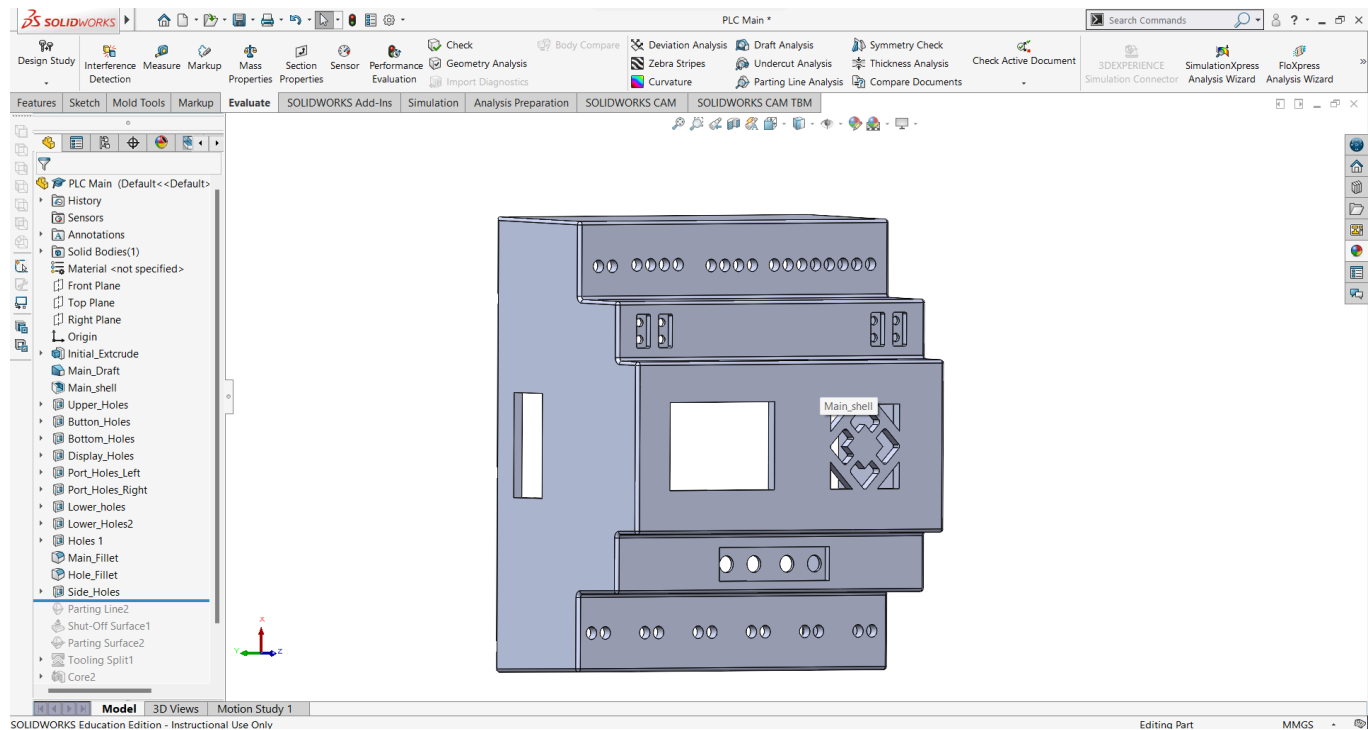 SOLIDWORKS
PLC Main *
Search Commands
Design Study
Interference Detection
Measure
Markup
Mass Properties
Section Properties
Sensor
Performance Evaluation
Check
Geometry Analysis
Import Diagnostics
Body Compare
Deviation Analysis
Zebra Stripes
Curvature
Draft Analysis
Undercut Analysis
Parting Line Analysis
Symmetry Check
Thickness Analysis
Compare Documents
Check Active Document
3DEXPERIENCE Simulation Connector
SimulationXpress Analysis Wizard
FloXpress Analysis Wizard
Features Sketch Mold Tools Markup Evaluate SOLIDWORKS Add-Ins Simulation Analysis Preparation SOLIDWORKS CAM SOLIDWORKS CAM TBM
PLC Main (Default<<Default>
History
Sensors
Annotations
Solid Bodies(1)
Material <not specified>
Front Plane
Top Plane
Right Plane
Origin
Initial_Extcrude
Main_Draft
Main_shell
Upper_Holes
Button_Holes
Bottom_Holes
Display_Holes
Port_Holes_Left
Port_Holes_Right
Lower_holes
Lower_Holes2
Holes 1
Main_Fillet
Hole_Fillet
Side_Holes
Parting Line2
Shut-Off Surface1
Parting Surface2
Tooling Split1
Core2
Main_shell
X
Y
Z
Model 3D Views Motion Study 1
SOLIDWORKS Education Edition - Instructional Use Only
Editing Part
MMGS